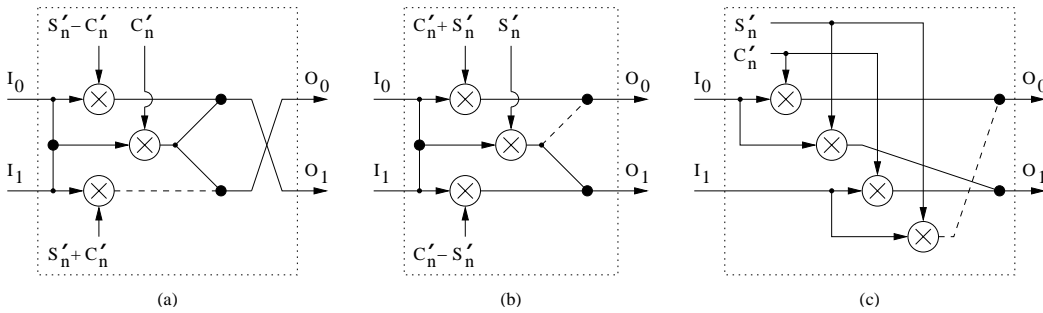 S′n − C′n C′n
I0 O0
I1 O1
S′n + C′n
(a)
C′n + S′n S′n
I0 O0
I1 O1
C′n − S′n
(b)
S′n
C′n
I0 O0
I1 O1
(c)